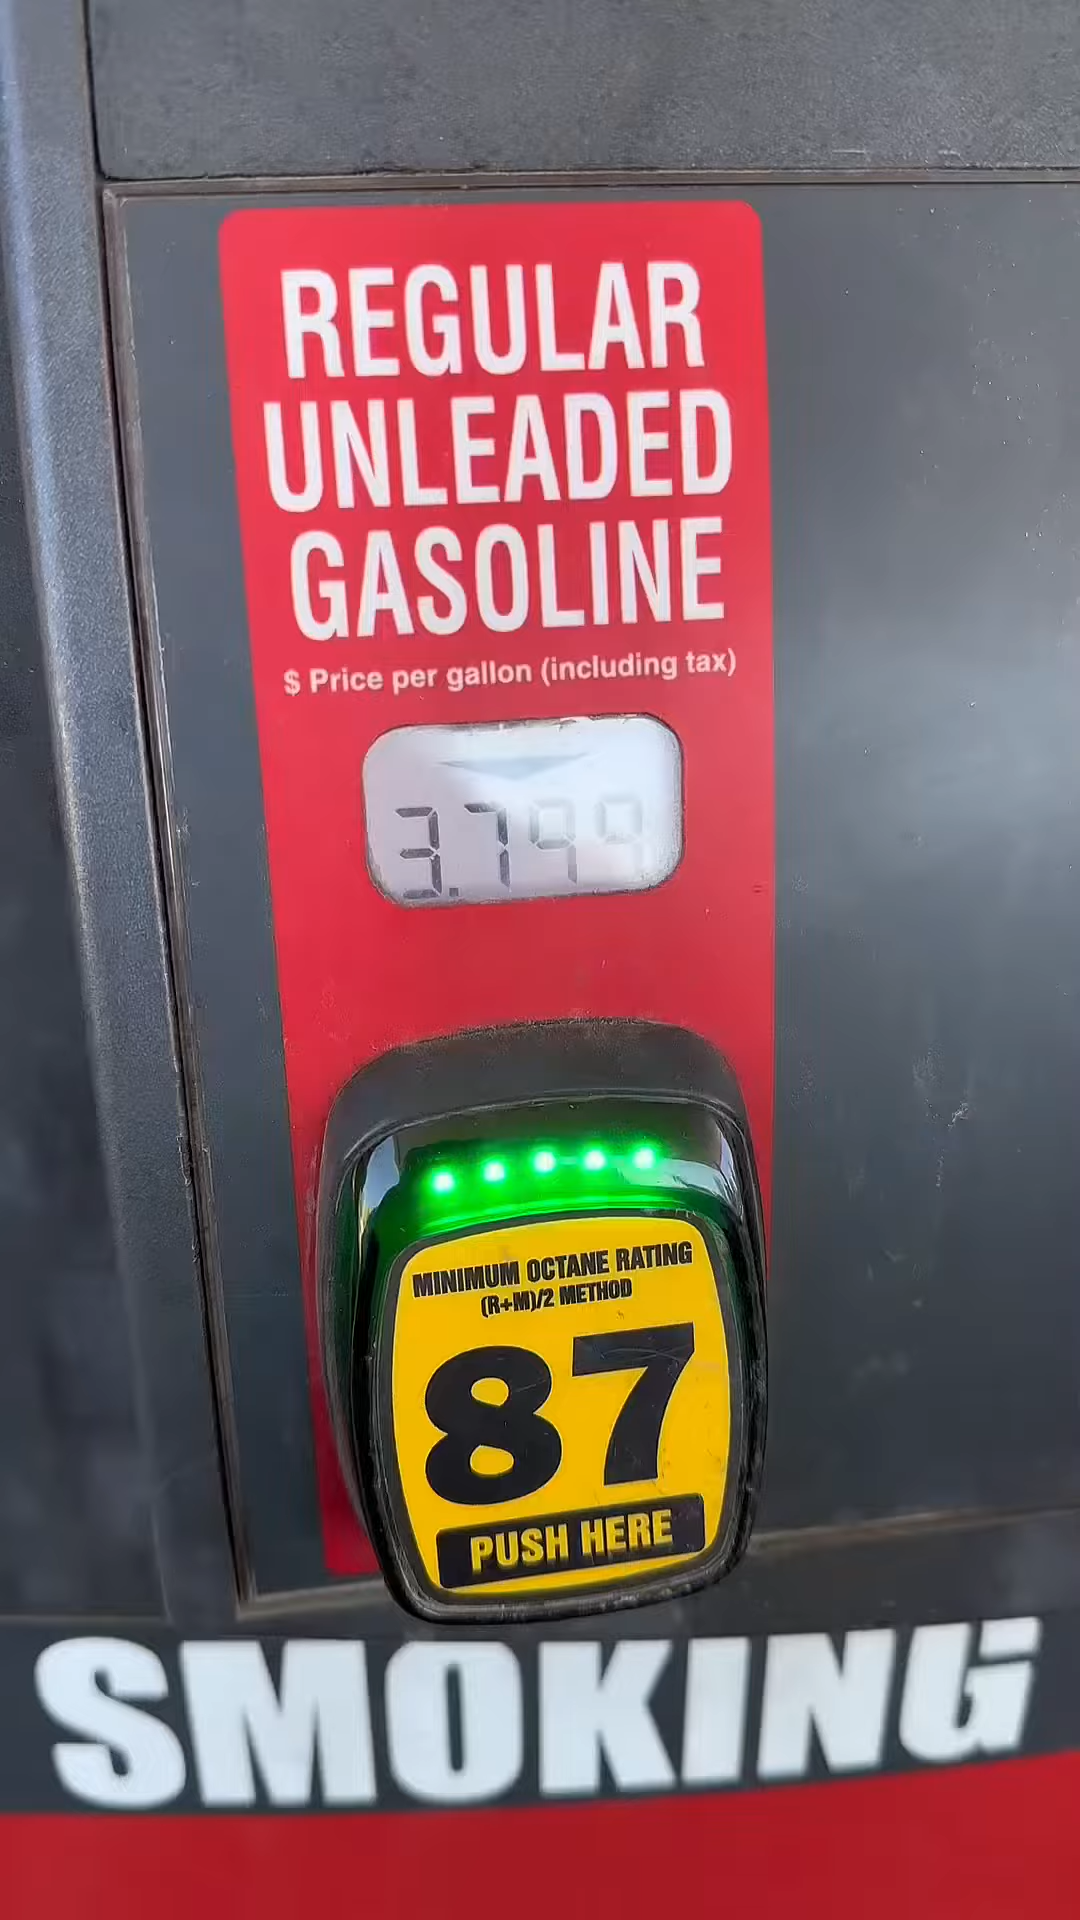 REGULAR
UNLEADED
GASOLINE
$ Price per gallon (including tax)
3.799
MINIMUM OCTANE RATING
(R+M)/2 METHOD
87
PUSH HERE
SMOKING